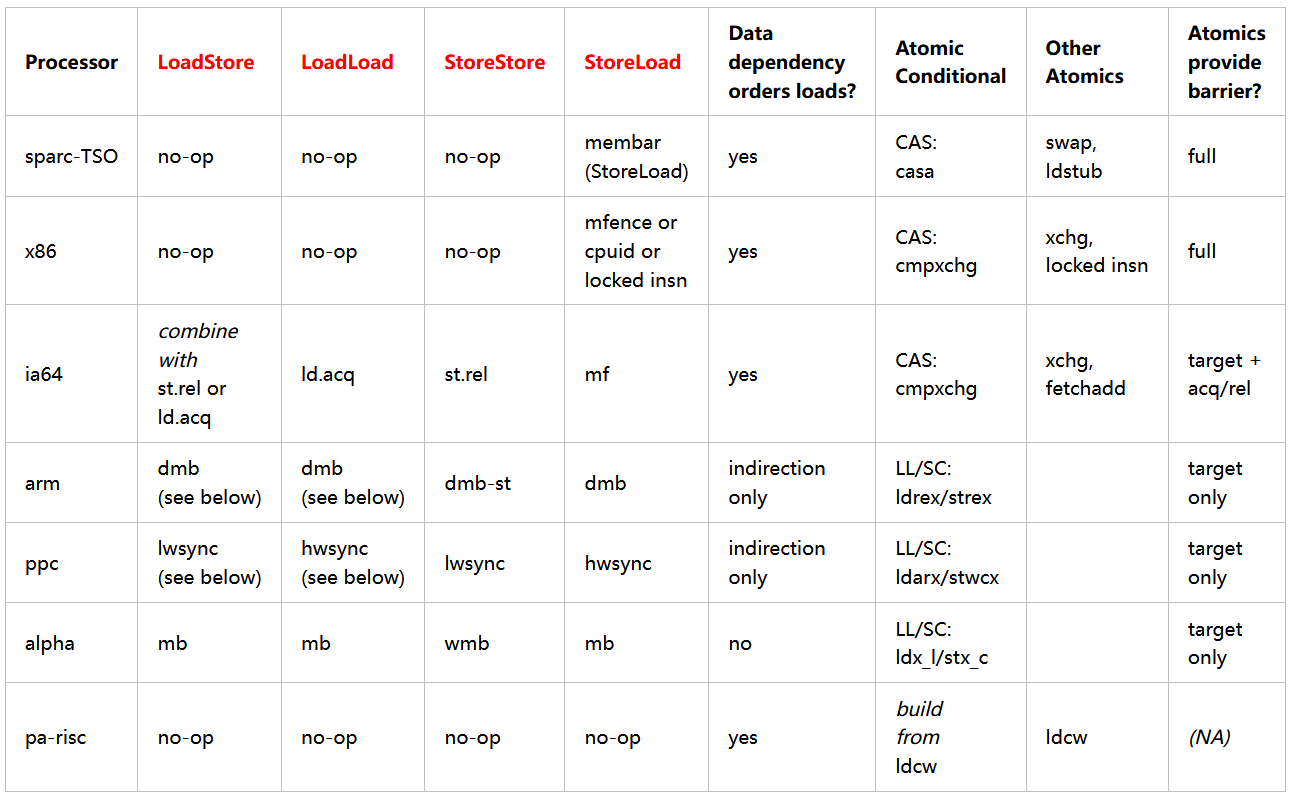 Processor LoadStore LoadLoad StoreStore StoreLoad Data dependency orders loads? Atomic Conditional Other Atomics Atomics provide barrier?
sparc-TSO no-op no-op no-op membar (StoreLoad) yes CAS: casa swap, ldstub full
x86 no-op no-op no-op mfence or cpuid or locked insn yes CAS: cmpxchg xchg, locked insn full
ia64 combine with st.rel or ld.acq ld.acq st.rel mf yes CAS: cmpxchg xchg, fetchadd target + acq/rel
arm dmb (see below) dmb (see below) dmb-st dmb indirection only LL/SC: ldrex/strex target only
ppc lwsync (see below) hwsync (see below) lwsync hwsync indirection only LL/SC: ldarx/stwcx target only
alpha mb mb wmb mb no LL/SC: ldx_l/stx_c target only
pa-risc no-op no-op no-op no-op yes build from ldcw ldcw (NA)